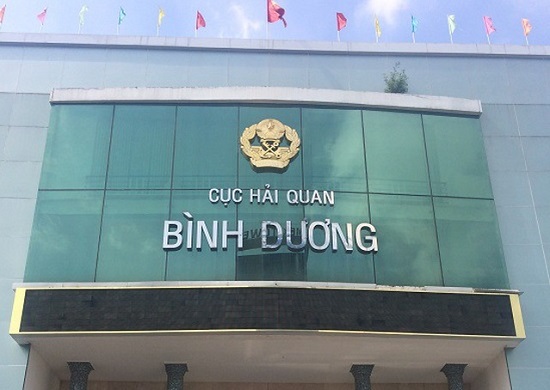 CỤC HẢI QUAN
BÌNH DƯƠNG